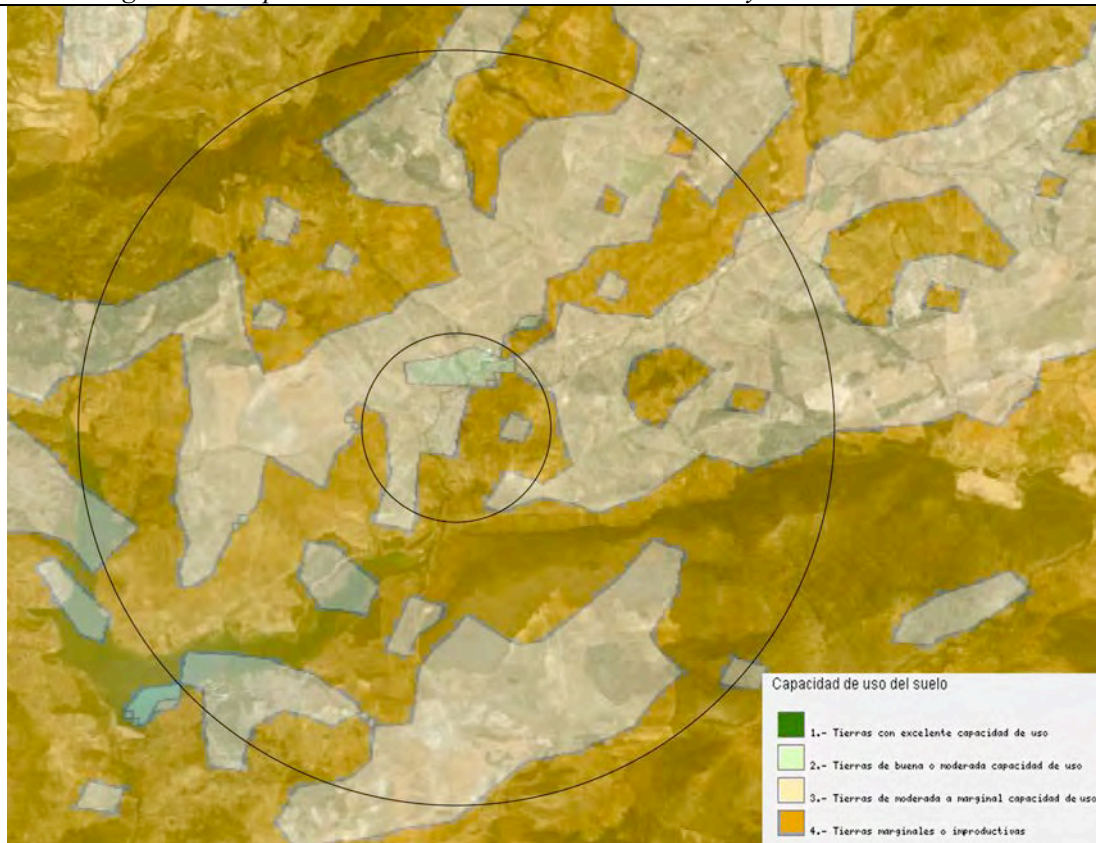 Capacidad de uso del suelo
1.- Tierras con excelente capacidad de uso
2.- Tierras de buena o moderada capacidad de uso
3.- Tierras de moderada a marginal capacidad de uso
4.- Tierras marginales o improductivas